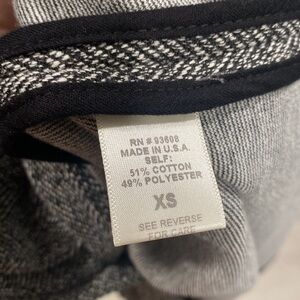 RN # 93608
MADE IN U.S.A.
SELF:
51% COTTON
49% POLYESTER
XS
SEE REVERSE
FOR CARE